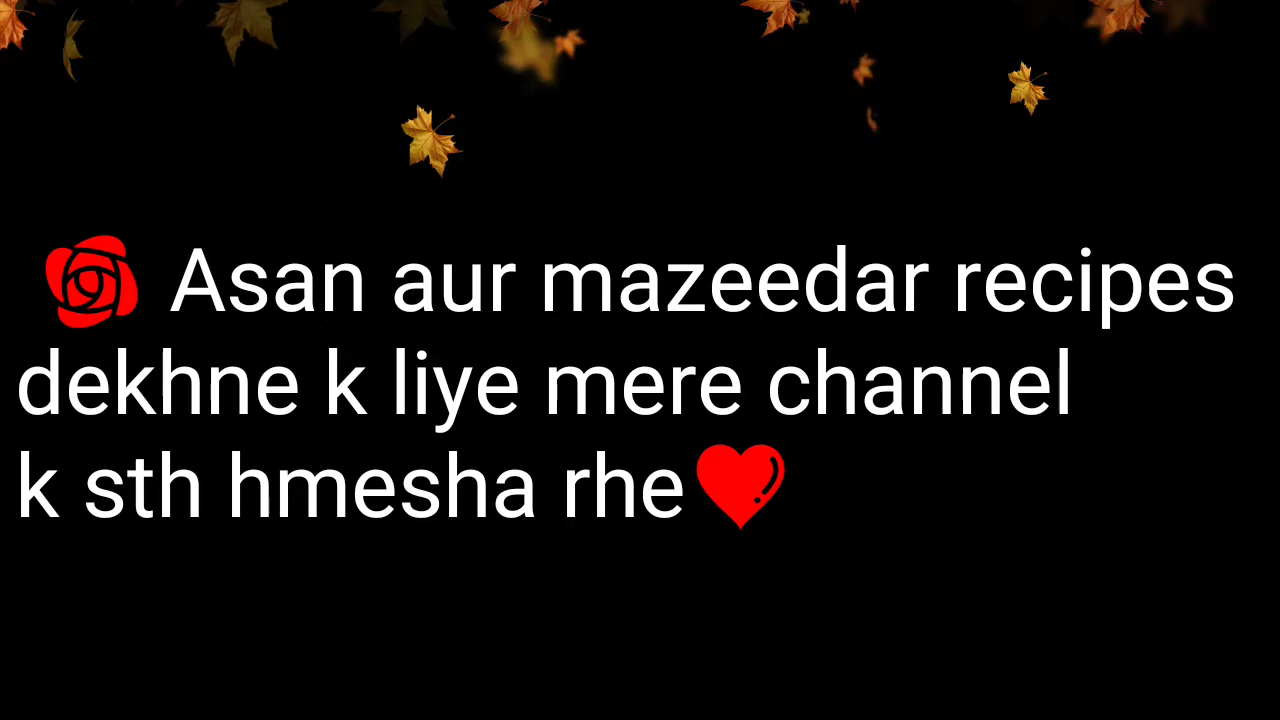 🌹 Asan aur mazeedar recipes
dekhne k liye mere channel
k sth hmesha rhe❤